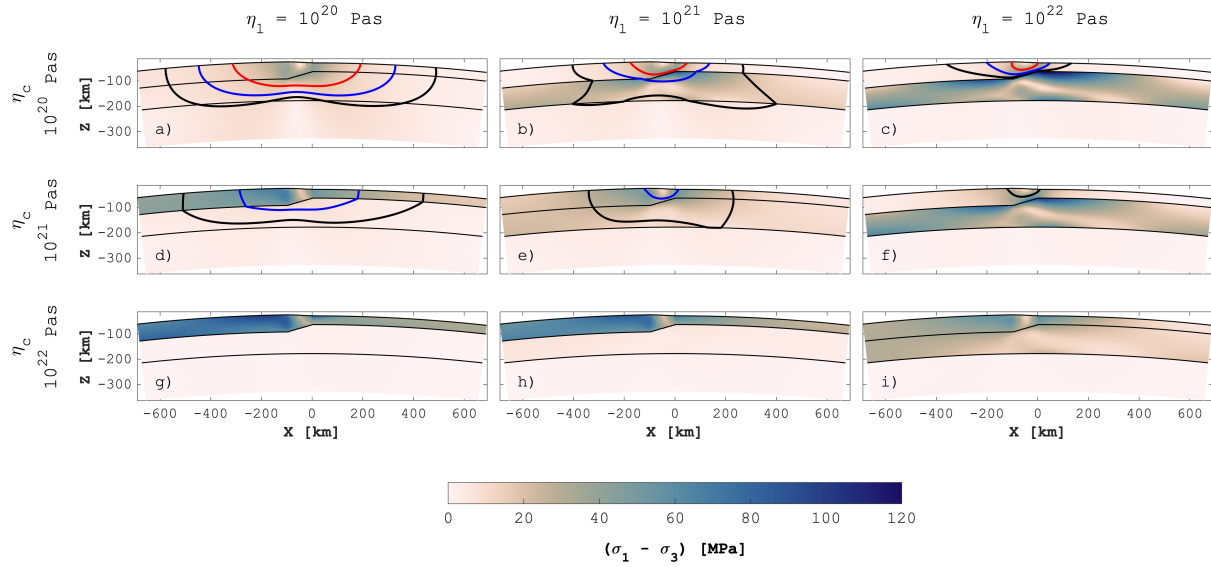 η_l = 10^20 Pas
η_l = 10^21 Pas
η_l = 10^22 Pas
η_c
10^20 Pas
Z [km]
-100
-200
-300
a)
b)
c)
η_c
10^21 Pas
Z [km]
-100
-200
-300
d)
e)
f)
η_c
10^22 Pas
Z [km]
-100
-200
-300
g)
h)
i)
-600 -400 -200 0 200 400 600
-600 -400 -200 0 200 400 600
-600 -400 -200 0 200 400 600
X [km]
X [km]
X [km]
0 20 40 60 80 100 120
(σ_1 - σ_3) [MPa]